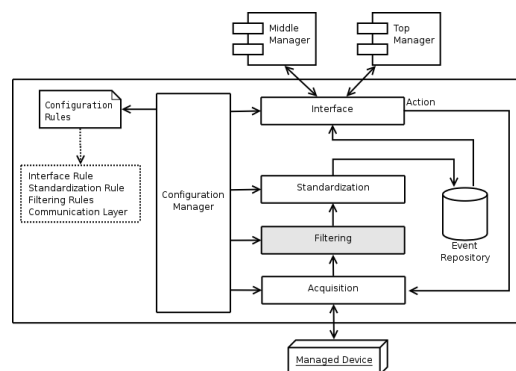 Middle
Manager
Top
Manager
Configuration
Rules
Interface
Action
Interface Rule
Standardization Rule
Filtering Rules
Communication Layer
Configuration
Manager
Standardization
Filtering
Event
Repository
Acquisition
Managed Device